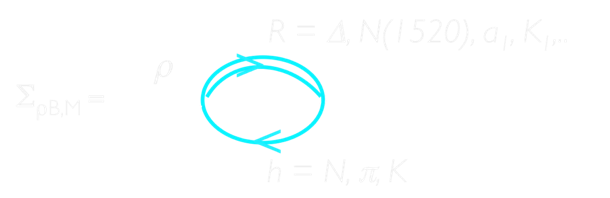 R = Δ, N(1520), a₁, K₁,..
ρ
Σ_ρB,M =
h = N, π, K